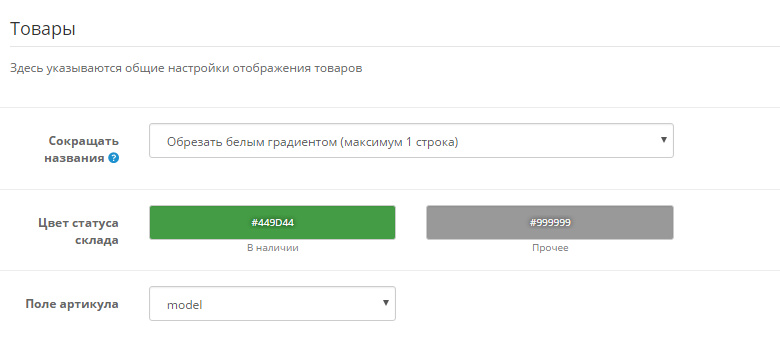 Товары
Здесь указываются общие настройки отображения товаров
Сокращать
названия ?
Обрезать белым градиентом (максимум 1 строка)
Цвет статуса
склада
#449D44
#999999
В наличии
Прочее
Поле артикула
model